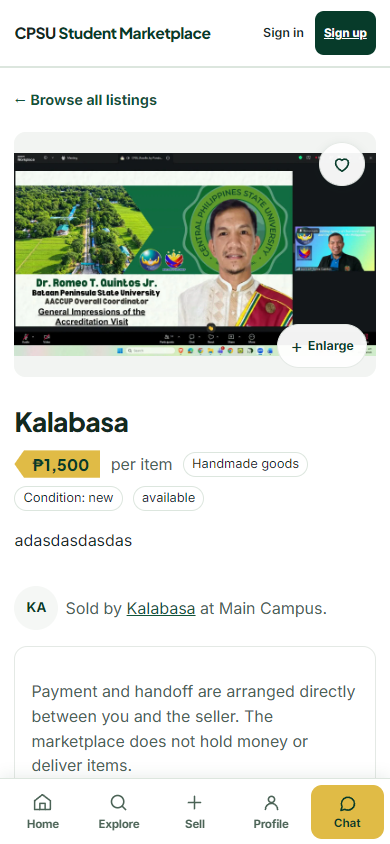 CPSU Student Marketplace
Sign in
Sign up
← Browse all listings
CENTRAL PHILIPPINES STATE UNIVERSITY
Dr. Romeo T. Quintos Jr.
Bataan Peninsula State University
AACCUP Overall Coordinator
General Impressions of the
Accreditation Visit
+ Enlarge
Kalabasa
₱1,500
per item
Handmade goods
Condition: new
available
adasdasdasdas
KA
Sold by Kalabasa at Main Campus.
Payment and handoff are arranged directly
between you and the seller. The
marketplace does not hold money or
deliver items.
Home
Explore
Sell
Profile
Chat